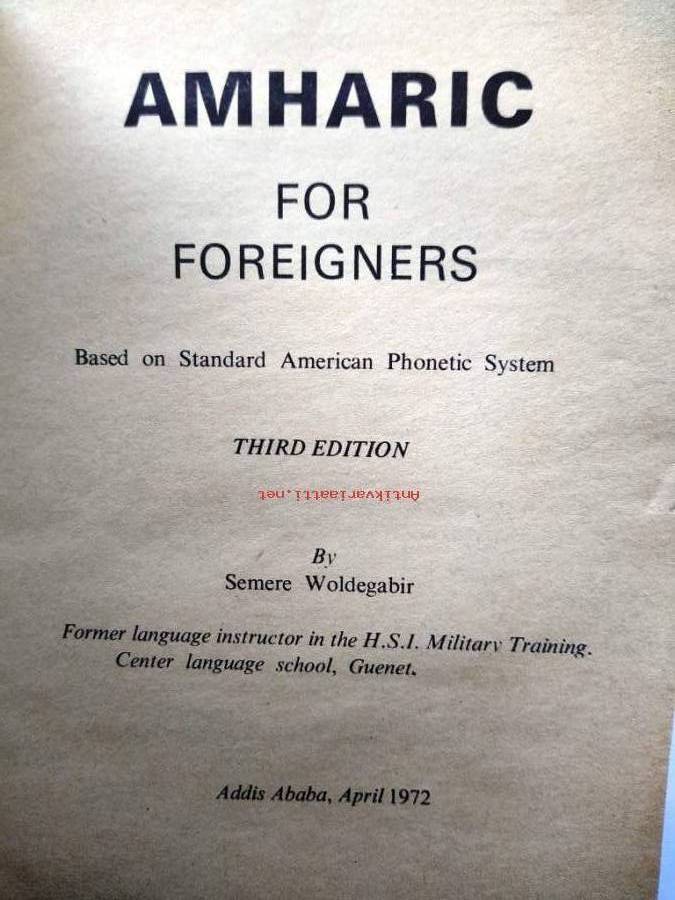 AMHARIC
FOR
FOREIGNERS
Based on Standard American Phonetic System
THIRD EDITION
Antikvariaatti.net
By
Semere Woldegabir
Former language instructor in the H.S.I. Military Training.
Center language school, Guenet.
Addis Ababa, April 1972